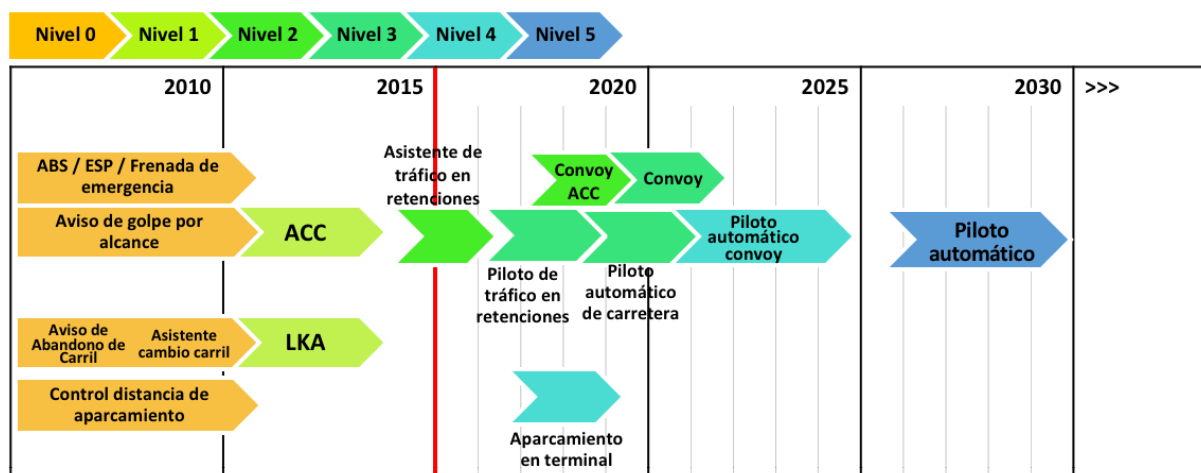 Nivel 0 Nivel 1 Nivel 2 Nivel 3 Nivel 4 Nivel 5
2010 2015 2020 2025 2030 >>>
ABS / ESP / Frenada de
emergencia
Asistente de
tráfico en
retenciones
Convoy
ACC
Convoy
Aviso de golpe por
alcance
ACC
Piloto
automático
convoy
Piloto
automático
Piloto de
tráfico en
retenciones
Piloto
automático
de carretera
Aviso de
Abandono de
Carril
Asistente
cambio carril
LKA
Control distancia de
aparcamiento
Aparcamiento
en terminal